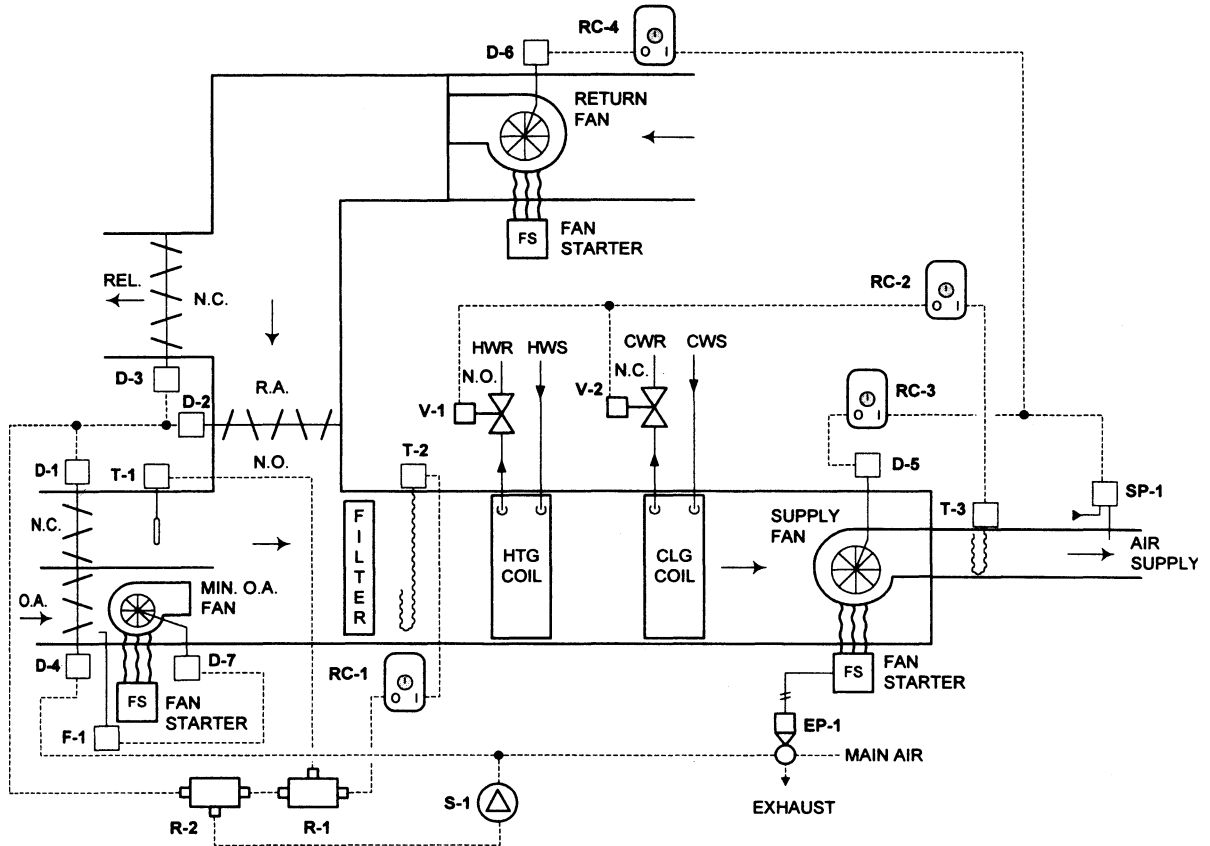 RC-4
O I
D-6
RETURN
FAN
FS
FAN
STARTER
REL.
N.C.
RC-2
O I
D-3
R.A.
D-2
N.O.
HWR
HWS
N.O.
V-1
CWR
CWS
N.C.
V-2
RC-3
O I
D-1
T-1
T-2
D-5
SP-1
T-3
N.C.
FILTER
HTG
COIL
CLG
COIL
SUPPLY
FAN
AIR
SUPPLY
O.A.
MIN. O.A.
FAN
D-4
D-7
RC-1
O I
FS
FAN
STARTER
FS
FAN
STARTER
F-1
EP-1
MAIN AIR
EXHAUST
R-2
R-1
S-1